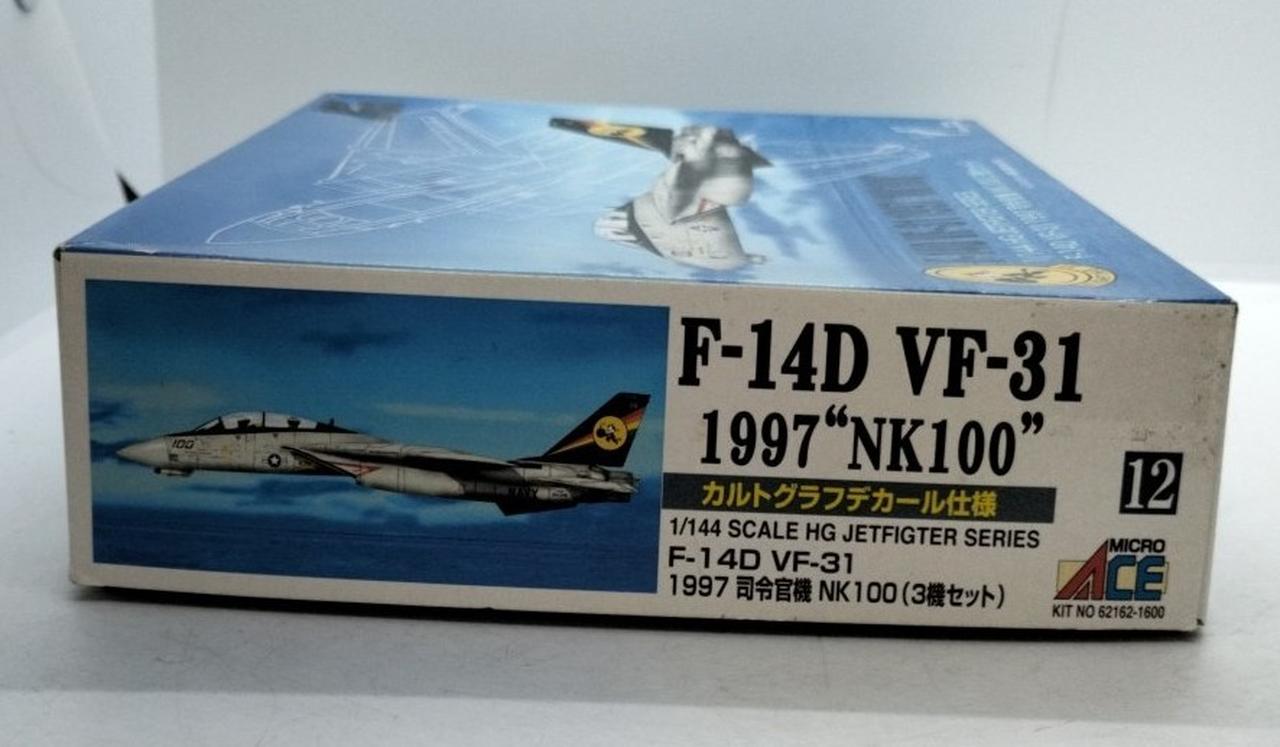 F-14D VF-31
1997 “NK100”
カルトグラフデカール仕様
12
1/144 SCALE HG JETFIGTER SERIES
F-14D VF-31
1997 司令官機 NK100(3機セット)
MICRO
ACE
KIT NO 62162-1600
100
NAVY